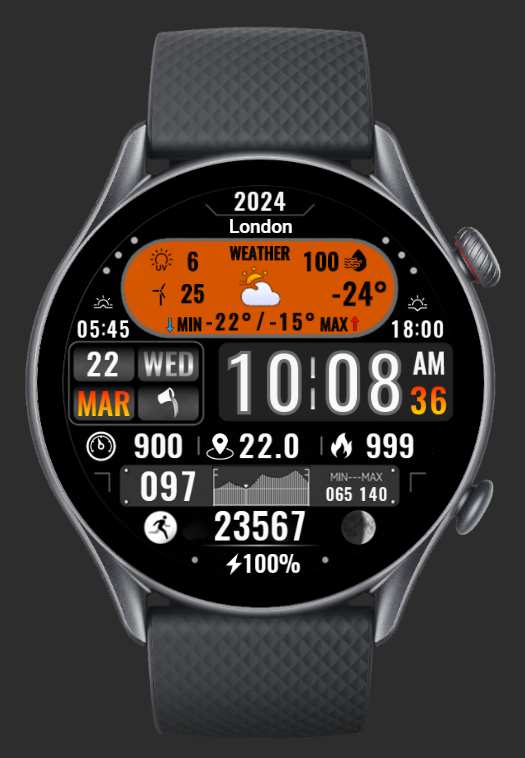 2024
London
UV 6 WEATHER 100
25 -24°
↓MIN -22° / -15° MAX↑
05:45 18:00
22 WED 10:08 AM
MAR 36
900 22.0 999
097 MIN---MAX
065 140
23567
100%